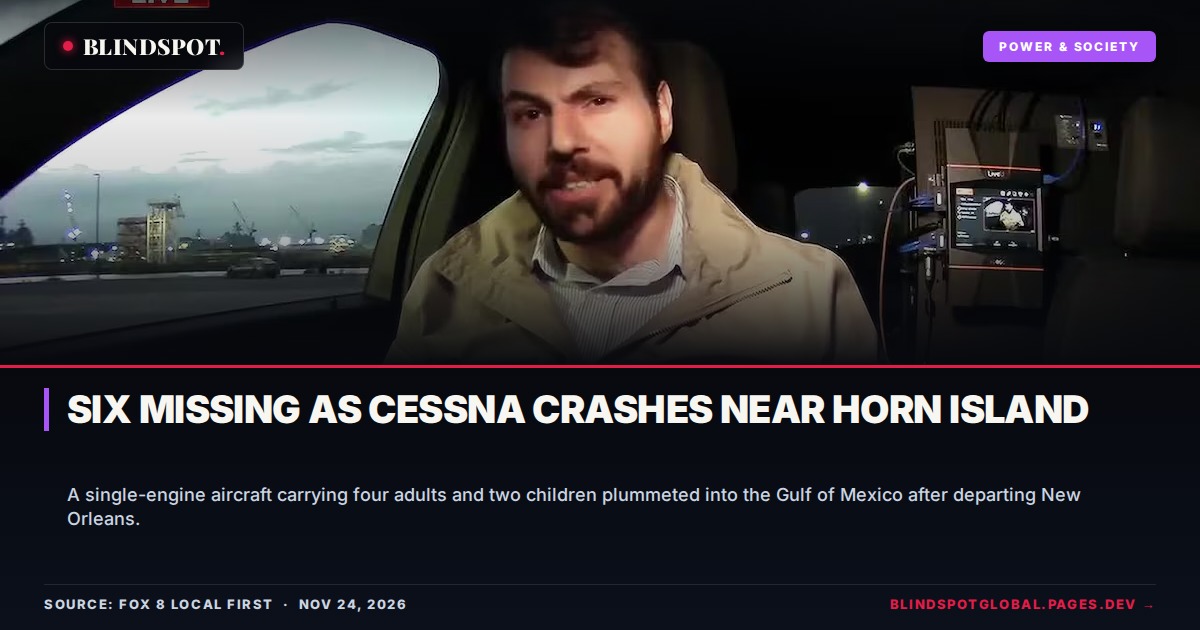 BLINDSPOT.
POWER & SOCIETY
LiveU
SIX MISSING AS CESSNA CRASHES NEAR HORN ISLAND
A single-engine aircraft carrying four adults and two children plummeted into the Gulf of Mexico after departing New
Orleans.
SOURCE: FOX 8 LOCAL FIRST · NOV 24, 2026
BLINDSPOTGLOBAL.PAGES.DEV →